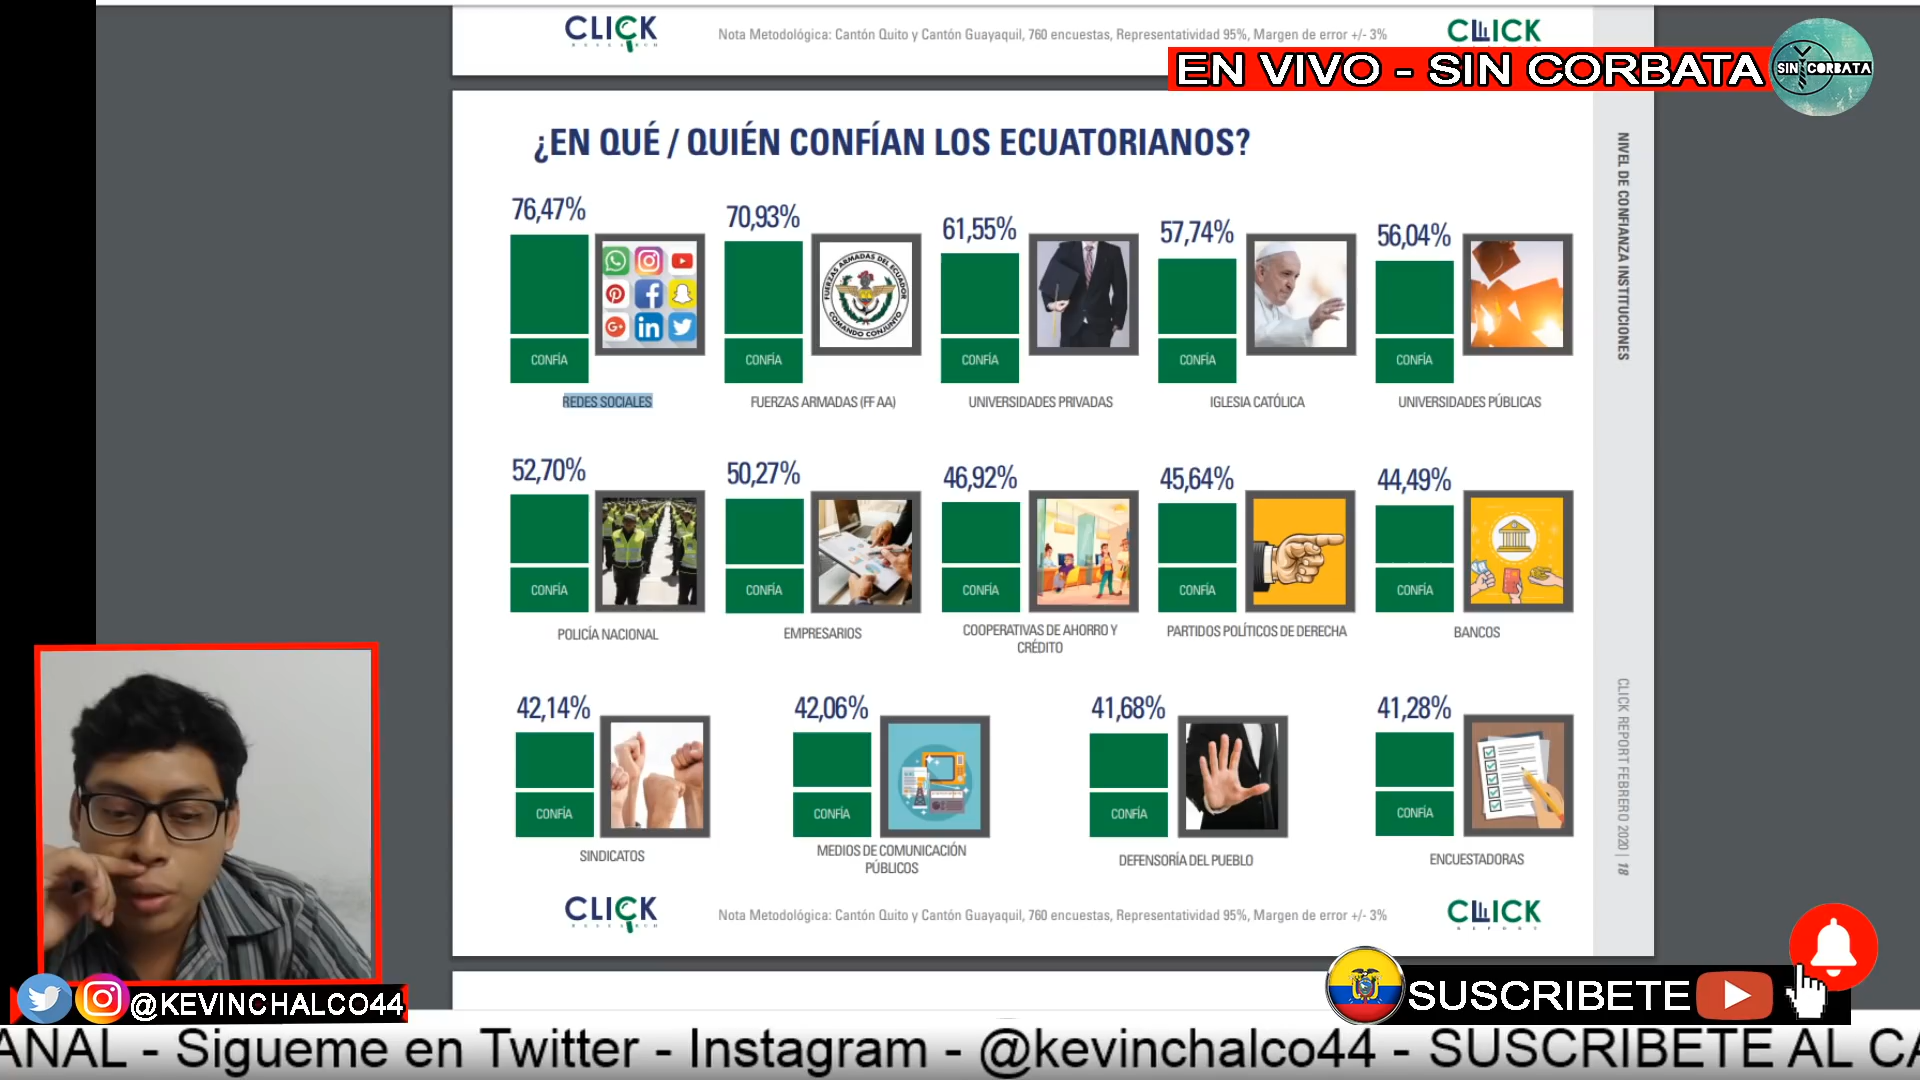 CLICK
Nota Metodológica: Cantón Quito y Cantón Guayaquil, 760 encuestas, Representatividad 95%, Margen de error +/- 3%
CLICK
EN VIVO - SIN CORBATA
SIN CORBATA
¿EN QUÉ / QUIÉN CONFÍAN LOS ECUATORIANOS?
NIVEL DE CONFIANZA INSTITUCIONES
76,47%
70,93%
61,55%
57,74%
56,04%
FUERZAS ARMADAS DEL ECUADOR
COMANDO CONJUNTO
CONFÍA
CONFÍA
CONFÍA
CONFÍA
CONFÍA
REDES SOCIALES
FUERZAS ARMADAS (FF AA)
UNIVERSIDADES PRIVADAS
IGLESIA CATÓLICA
UNIVERSIDADES PÚBLICAS
52,70%
50,27%
46,92%
45,64%
44,49%
CONFÍA
CONFÍA
CONFÍA
CONFÍA
CONFÍA
POLICÍA NACIONAL
EMPRESARIOS
COOPERATIVAS DE AHORRO Y
CRÉDITO
PARTIDOS POLÍTICOS DE DERECHA
BANCOS
42,14%
42,06%
41,68%
41,28%
CONFÍA
CONFÍA
CONFÍA
CONFÍA
SINDICATOS
MEDIOS DE COMUNICACIÓN
PÚBLICOS
DEFENSORÍA DEL PUEBLO
ENCUESTADORAS
CLICK REPORT FEBRERO 2020 | 18
CLICK
Nota Metodológica: Cantón Quito y Cantón Guayaquil, 760 encuestas, Representatividad 95%, Margen de error +/- 3%
CLICK
REPORT
@KEVINCHALCO44
SUSCRIBETE
ANAL - Sigueme en Twitter - Instagram - @kevinchalco44 - SUSCRIBETE AL CA